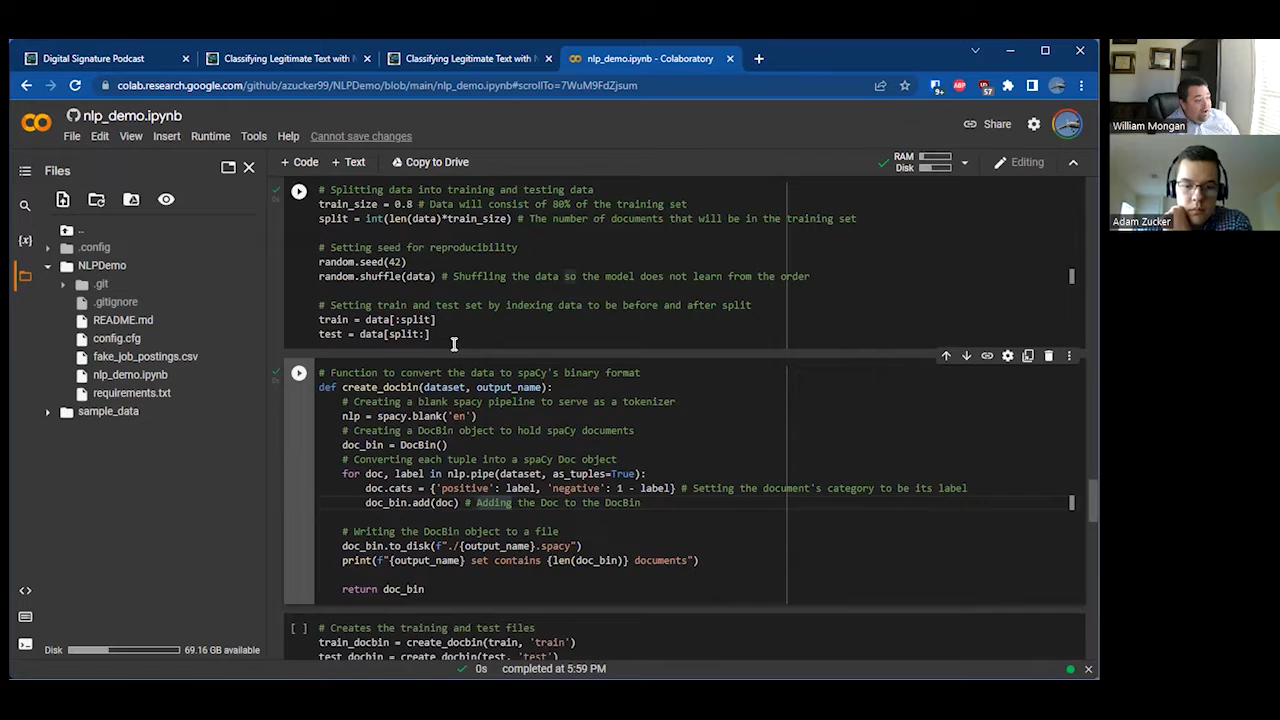 Digital Signature Podcast
Classifying Legitimate Text with N
Classifying Legitimate Text with N
nlp_demo.ipynb - Colaboratory
colab.research.google.com/github/azucker99/NLPDemo/blob/main/nlp_demo.ipynb#scrollTo=7WuM9FdZjsum
9+
ABP
57
William Mongan
Adam Zucker
nlp_demo.ipynb
File Edit View Insert Runtime Tools Help Cannot save changes
Share
Files
+ Code + Text Copy to Drive
RAM
Disk
Editing
..
.config
NLPDemo
.git
.gitignore
README.md
config.cfg
fake_job_postings.csv
nlp_demo.ipynb
requirements.txt
sample_data
{x}
0s
# Splitting data into training and testing data
train_size = 0.8 # Data will consist of 80% of the training set
split = int(len(data)*train_size) # The number of documents that will be in the training set
# Setting seed for reproducibility
random.seed(42)
random.shuffle(data) # Shuffling the data so the model does not learn from the order
# Setting train and test set by indexing data to be before and after split
train = data[:split]
test = data[split:]
0s
# Function to convert the data to spaCy's binary format
def create_docbin(dataset, output_name):
# Creating a blank spacy pipeline to serve as a tokenizer
nlp = spacy.blank('en')
# Creating a DocBin object to hold spaCy documents
doc_bin = DocBin()
# Converting each tuple into a spaCy Doc object
for doc, label in nlp.pipe(dataset, as_tuples=True):
doc.cats = {'positive': label, 'negative': 1 - label} # Setting the document's category to be its label
doc_bin.add(doc) # Adding the Doc to the DocBin
# Writing the DocBin object to a file
doc_bin.to_disk(f"./{output_name}.spacy")
print(f"{output_name} set contains {len(doc_bin)} documents")
return doc_bin
[ ]
# Creates the training and test files
train_docbin = create_docbin(train, 'train')
test_docbin = create_docbin(test, 'test')
Disk 69.16 GB available
0s completed at 5:59 PM